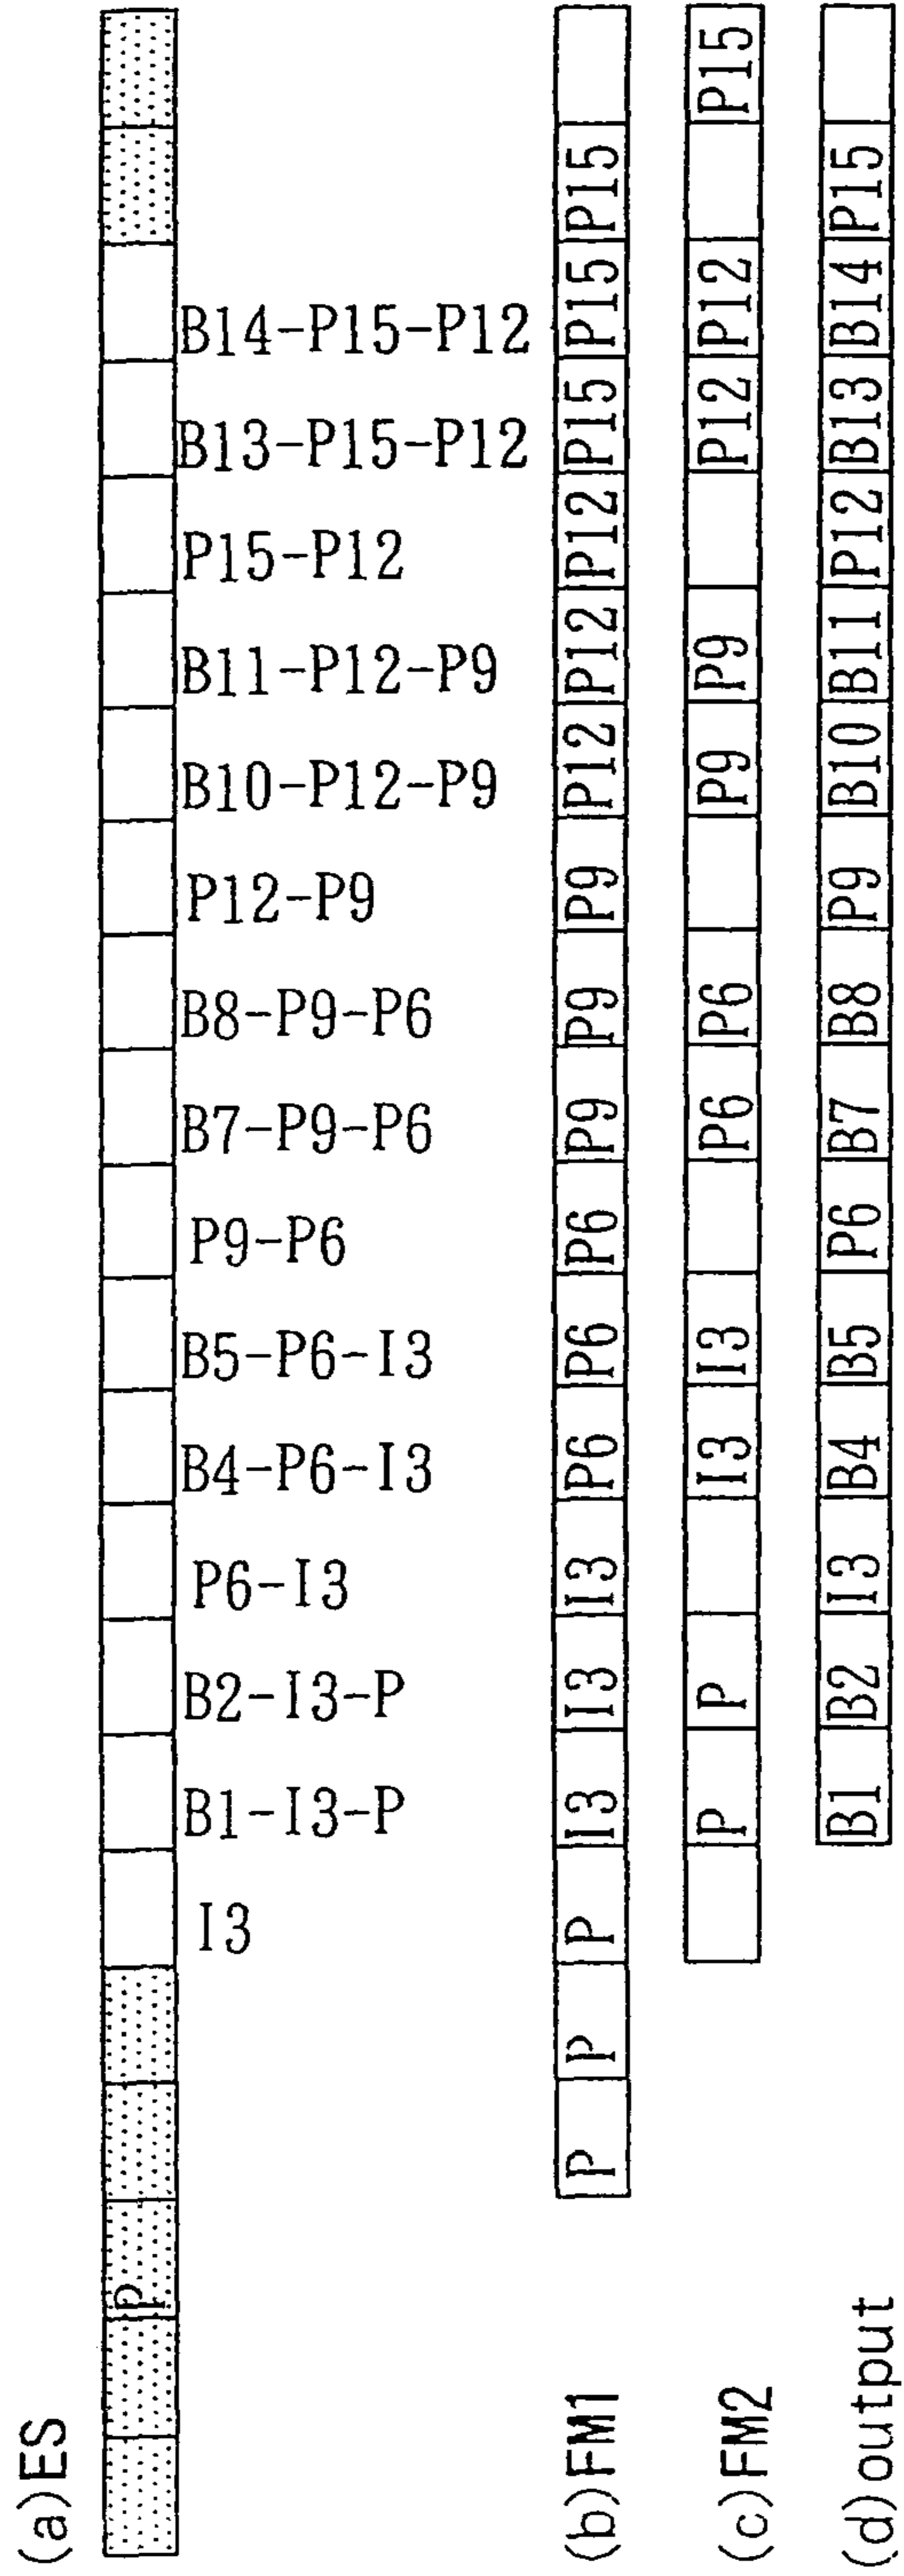 (a)ES
P
I3
B1-I3-P
B2-I3-P
P6-I3
B4-P6-I3
B5-P6-I3
P9-P6
B7-P9-P6
B8-P9-P6
P12-P9
B10-P12-P9
B11-P12-P9
P15-P12
B13-P15-P12
B14-P15-P12
(b)FM1
P P P I3 I3 I3 P6 P6 P6 P9 P9 P9 P12 P12 P12 P15 P15 P15
(c)FM2
P P I3 I3 P6 P6 P9 P9 P12 P12 P15
(d)output
B1 B2 I3 B4 B5 P6 B7 B8 P9 B10 B11 P12 B13 B14 P15